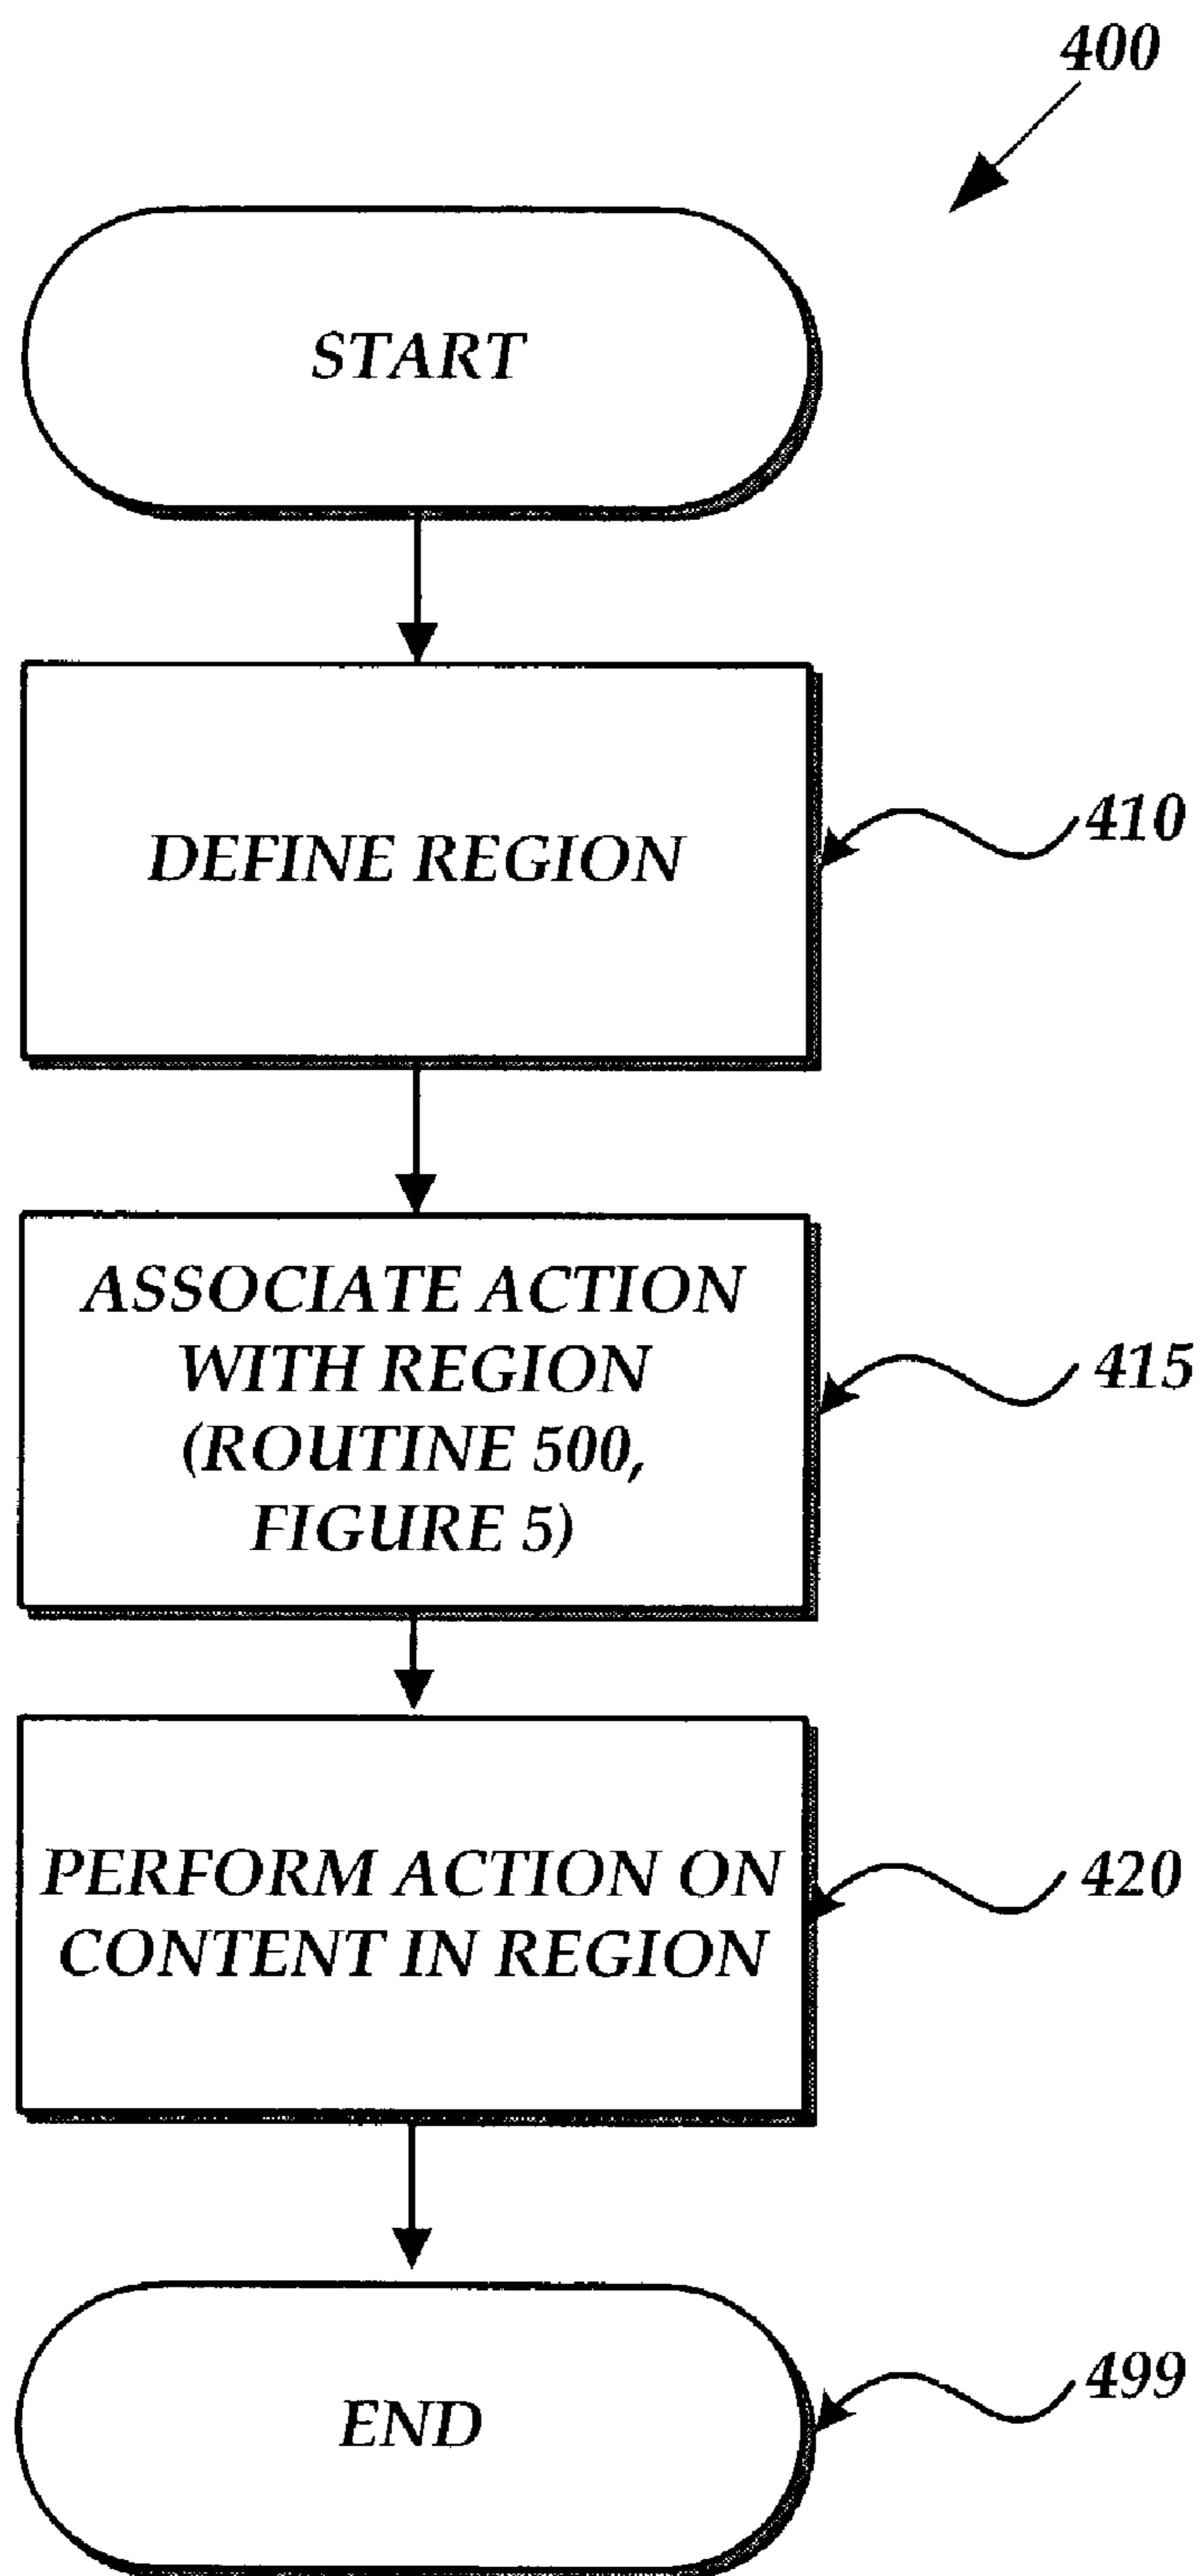 400
START
DEFINE REGION
410
ASSOCIATE ACTION
WITH REGION
(ROUTINE 500,
FIGURE 5)
415
PERFORM ACTION ON
CONTENT IN REGION
420
END
499